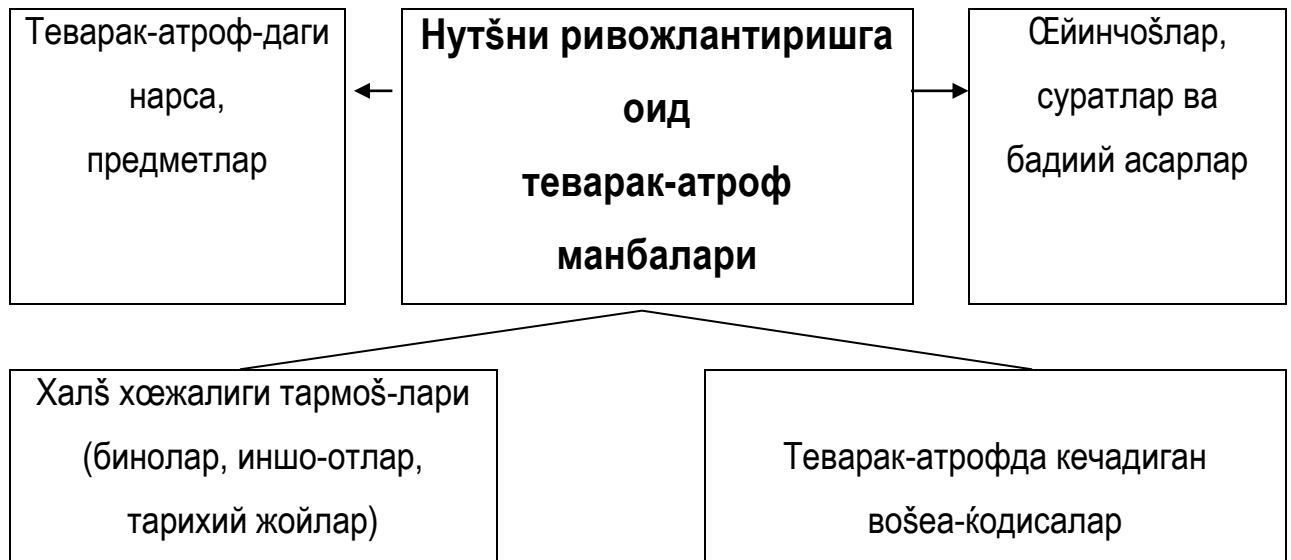 Теварак-атроф-даги
нарса,
предметлар
Нутšни ривожлантиришга
оид
теварак-атроф
манбалари
Œйинчоšлар,
суратлар ва
бадиий асарлар
Халš хœжалиги тармоš-лари
(бинолар, иншо-отлар,
тарихий жойлар)
Теварак-атрофда кечадиган
воšеа-ќодисалар